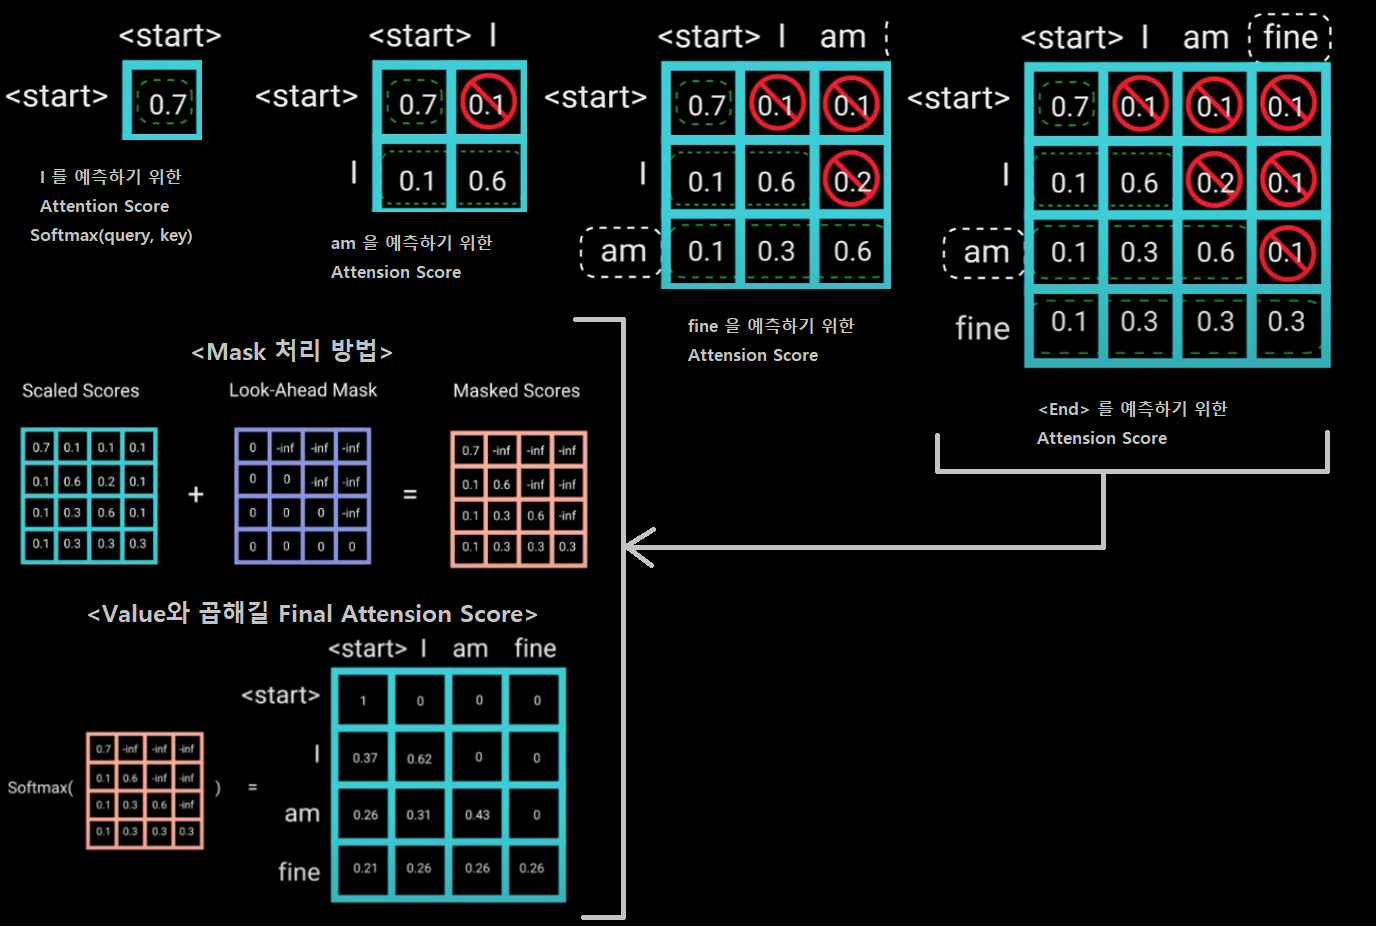 <start>
<start> 0.7
I 를 예측하기 위한
Attention Score
Softmax(query, key)
<start> I
<start> 0.7 0.1
I 0.1 0.6
am 을 예측하기 위한
Attension Score
<start> I am
<start> 0.7 0.1 0.1
I 0.1 0.6 0.2
am 0.1 0.3 0.6
fine 을 예측하기 위한
Attension Score
<start> I am fine
<start> 0.7 0.1 0.1 0.1
I 0.1 0.6 0.2 0.1
am 0.1 0.3 0.6 0.1
fine 0.1 0.3 0.3 0.3
<End> 를 예측하기 위한
Attension Score
<Mask 처리 방법>
Scaled Scores
0.7 0.1 0.1 0.1
0.1 0.6 0.2 0.1
0.1 0.3 0.6 0.1
0.1 0.3 0.3 0.3
+
Look-Ahead Mask
0 -inf -inf -inf
0 0 -inf -inf
0 0 0 -inf
0 0 0 0
=
Masked Scores
0.7 -inf -inf -inf
0.1 0.6 -inf -inf
0.1 0.3 0.6 -inf
0.1 0.3 0.3 0.3
<Value와 곱해길 Final Attension Score>
Softmax(
0.7 -inf -inf -inf
0.1 0.6 -inf -inf
0.1 0.3 0.6 -inf
0.1 0.3 0.3 0.3
) =
<start> I am fine
<start> 1 0 0 0
I 0.37 0.62 0 0
am 0.26 0.31 0.43 0
fine 0.21 0.26 0.26 0.26